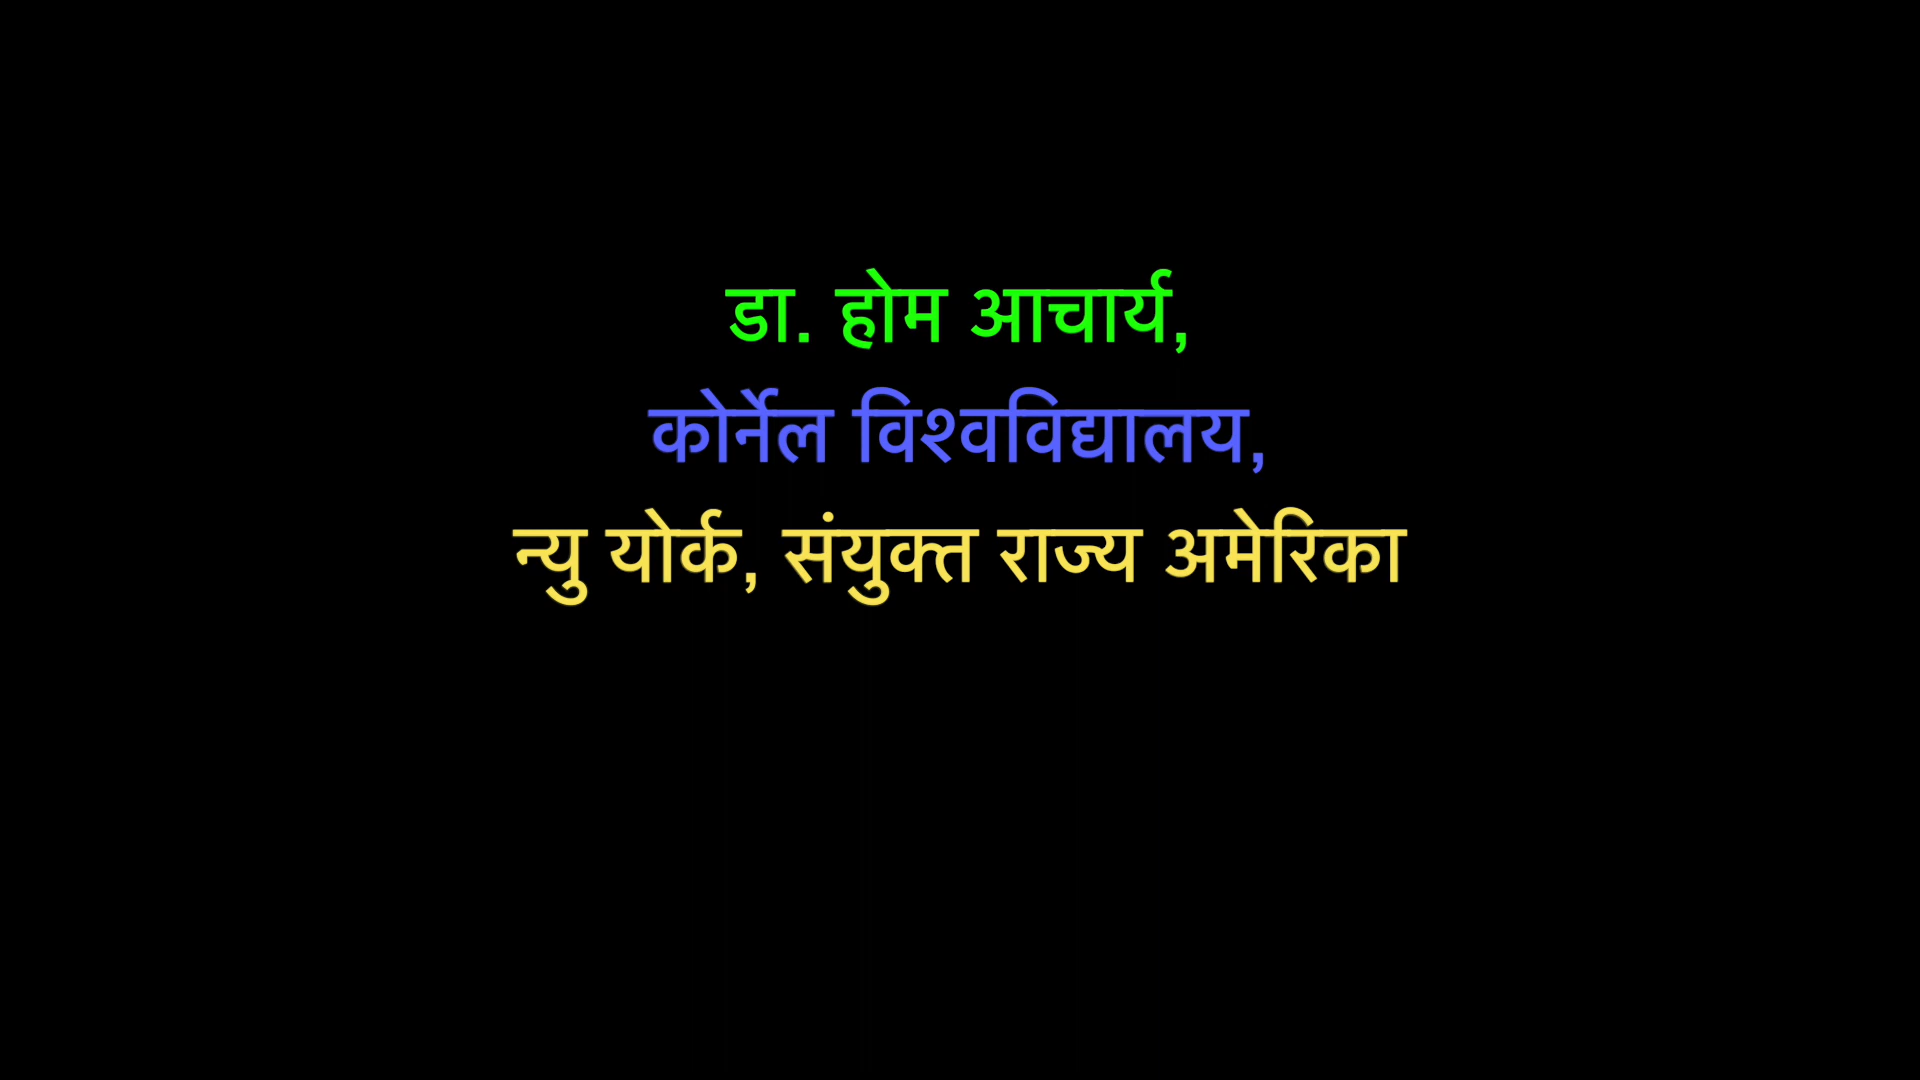 डा. होम आचार्य,
कोर्नेल विश्वविद्यालय,
न्यु योर्क, संयुक्त राज्य अमेरिका